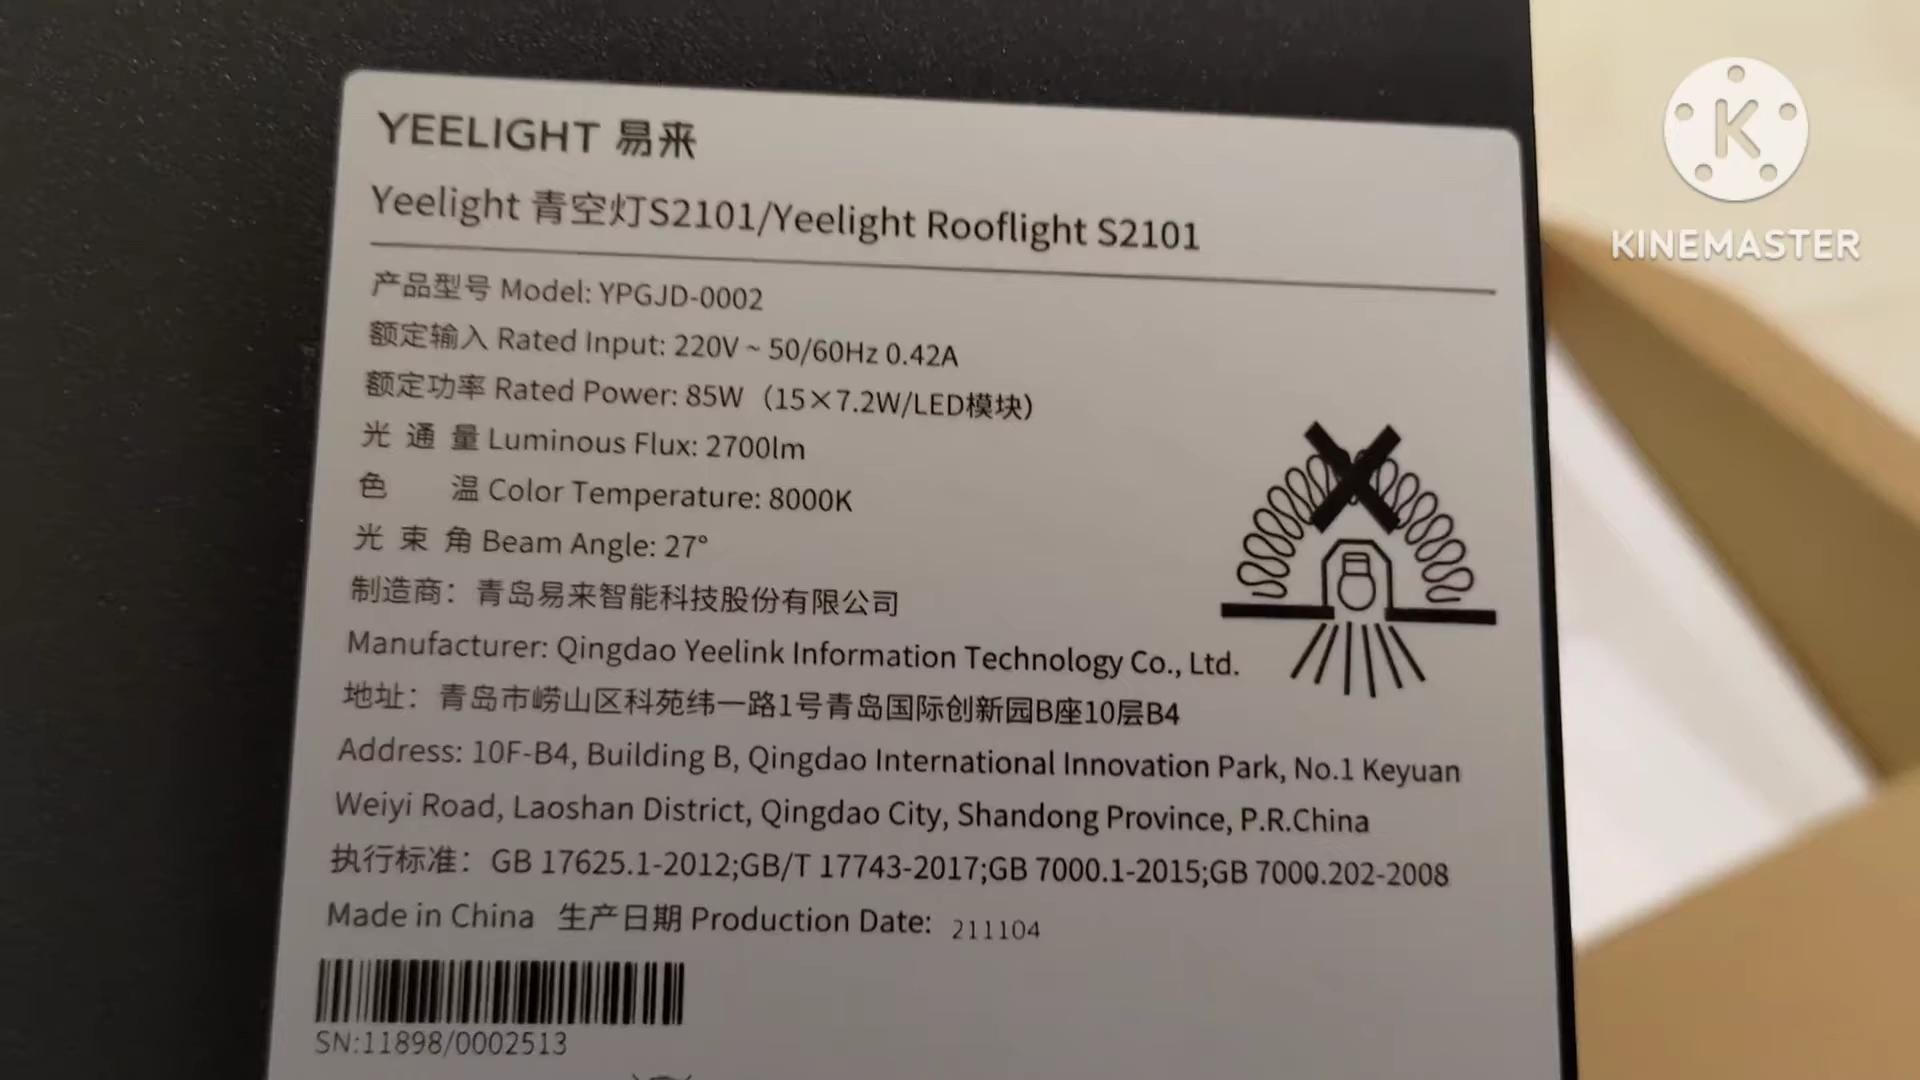 YEELIGHT 易来
Yeelight 青空灯S2101/Yeelight Rooflight S2101
产品型号 Model: YPGJD-0002
额定输入 Rated Input: 220V ~ 50/60Hz 0.42A
额定功率 Rated Power: 85W（15×7.2W/LED模块）
光 通 量 Luminous Flux: 2700lm
色 温 Color Temperature: 8000K
光 束 角 Beam Angle: 27°
制造商：青岛易来智能科技股份有限公司
Manufacturer: Qingdao Yeelink Information Technology Co., Ltd.
地址：青岛市崂山区科苑纬一路1号青岛国际创新园B座10层B4
Address: 10F-B4, Building B, Qingdao International Innovation Park, No.1 Keyuan
Weiyi Road, Laoshan District, Qingdao City, Shandong Province, P.R.China
执行标准：GB 17625.1-2012;GB/T 17743-2017;GB 7000.1-2015;GB 7000.202-2008
Made in China 生产日期 Production Date: 211104
SN:11898/0002513
K
KINEMASTER